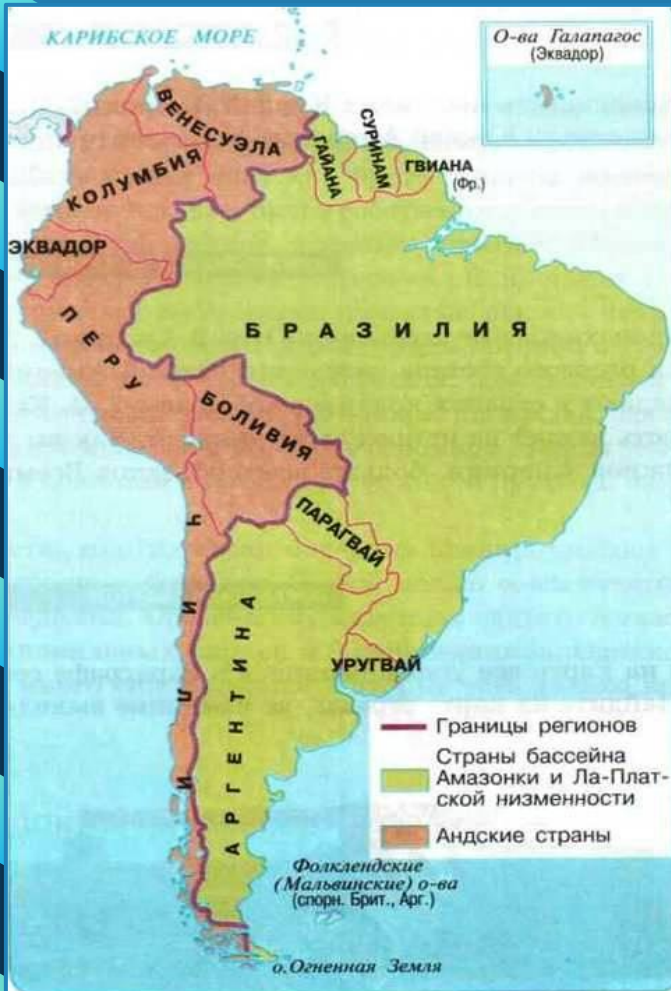 КАРИБСКОЕ МОРЕ
О-ва Галапагос
(Эквадор)
ВЕНЕСУЭЛА
КОЛУМБИЯ
ГАЙАНА
СУРИНАМ
ГВИАНА
(Фр.)
ЭКВАДОР
ПЕРУ
БРАЗИЛИЯ
БОЛИВИЯ
ПАРАГВАЙ
ЧИЛИ
АРГЕНТИНА
УРУГВАЙ
Границы регионов
Страны бассейна
Амазонки и Ла-Плат-
ской низменности
Андские страны
Фолклендские
(Мальвинские) о-ва
(спорн. Брит., Арг.)
о.Огненная Земля